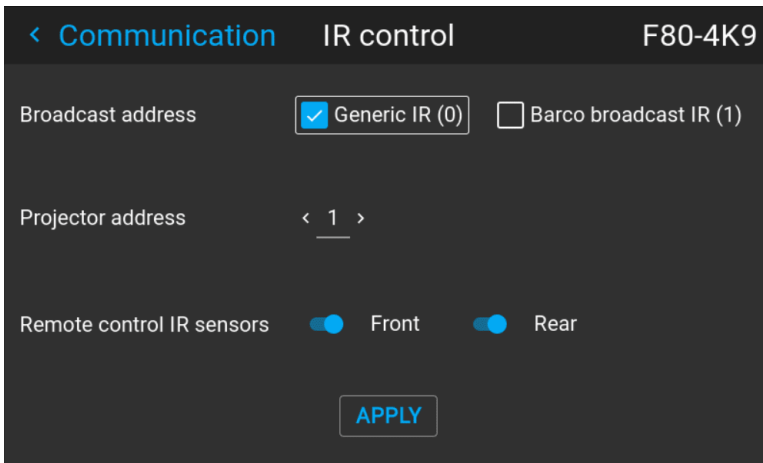 ‹ Communication IR control F80-4K9
Broadcast address Generic IR (0) Barco broadcast IR (1)
Projector address ‹ 1 ›
Remote control IR sensors Front Rear
APPLY